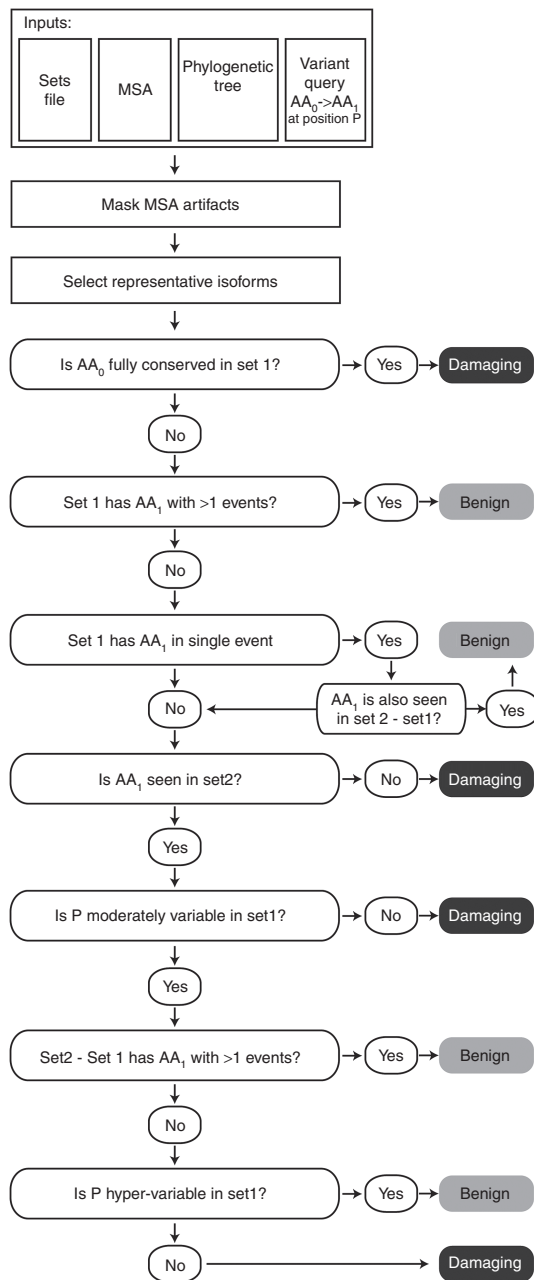 Inputs:
Sets
file
MSA
Phylogenetic
tree
Variant
query
AA₀->AA₁
at position P
Mask MSA artifacts
Select representative isoforms
Is AA₀ fully conserved in set 1?
Yes
Damaging
No
Set 1 has AA₁ with >1 events?
Yes
Benign
No
Set 1 has AA₁ in single event
Yes
Benign
AA₁ is also seen
in set 2 - set1?
Yes
No
Is AA₁ seen in set2?
No
Damaging
Yes
Is P moderately variable in set1?
No
Damaging
Yes
Set2 - Set 1 has AA₁ with >1 events?
Yes
Benign
No
Is P hyper-variable in set1?
Yes
Benign
No
Damaging